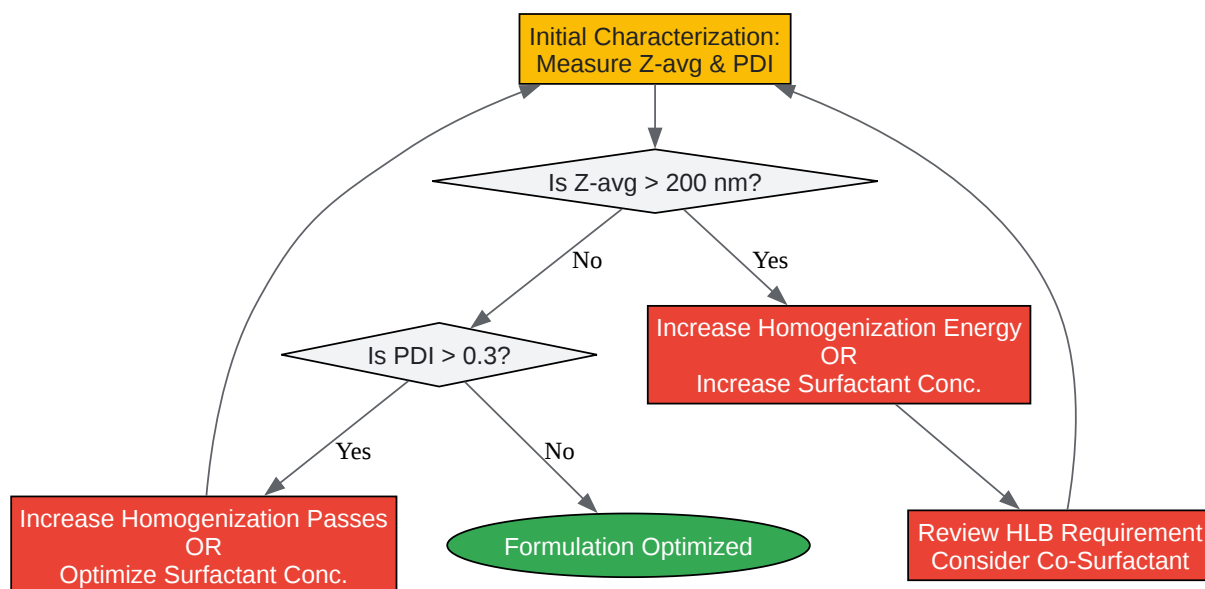 Initial Characterization:
Measure Z-avg & PDI
Is Z-avg > 200 nm?
No
Yes
Increase Homogenization Energy
OR
Increase Surfactant Conc.
Is PDI > 0.3?
Yes
No
Increase Homogenization Passes
OR
Optimize Surfactant Conc.
Formulation Optimized
Review HLB Requirement
Consider Co-Surfactant